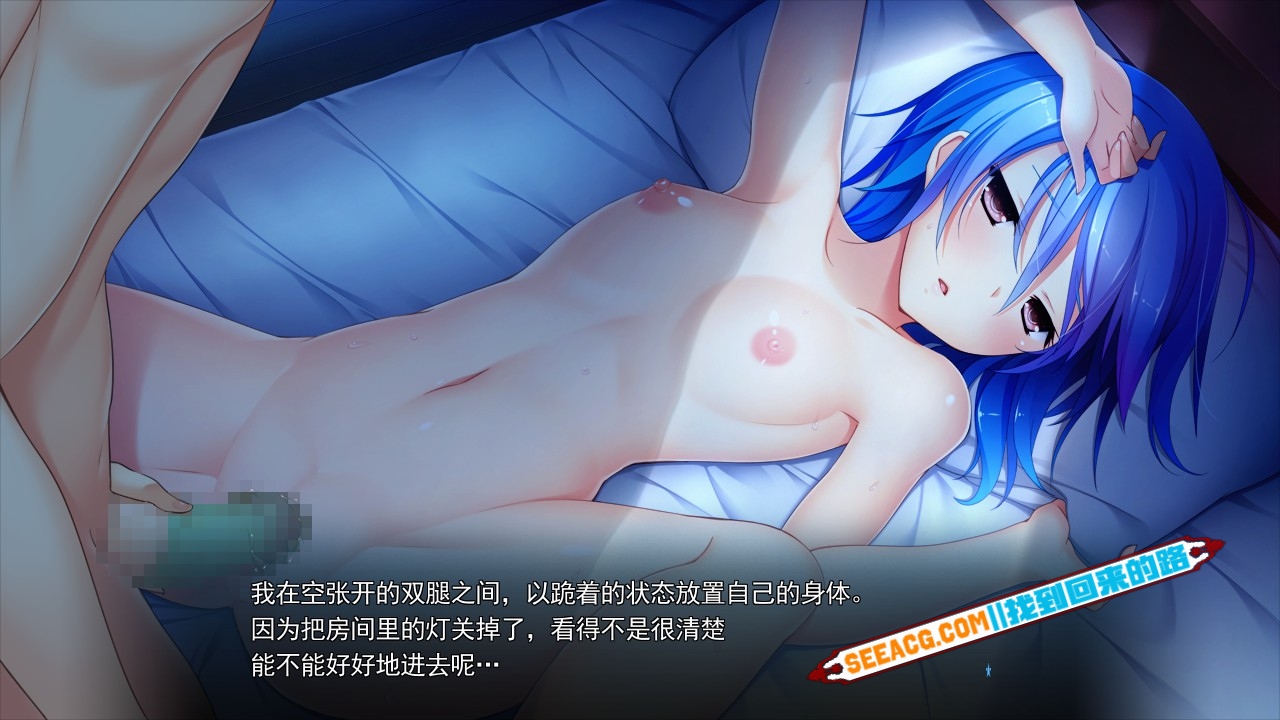 我在空张开的双腿之间，以跪着的状态放置自己的身体。
因为把房间里的灯关掉了，看得不是很清楚
能不能好好地进去呢…
SEEACG.COM||找到回来的路